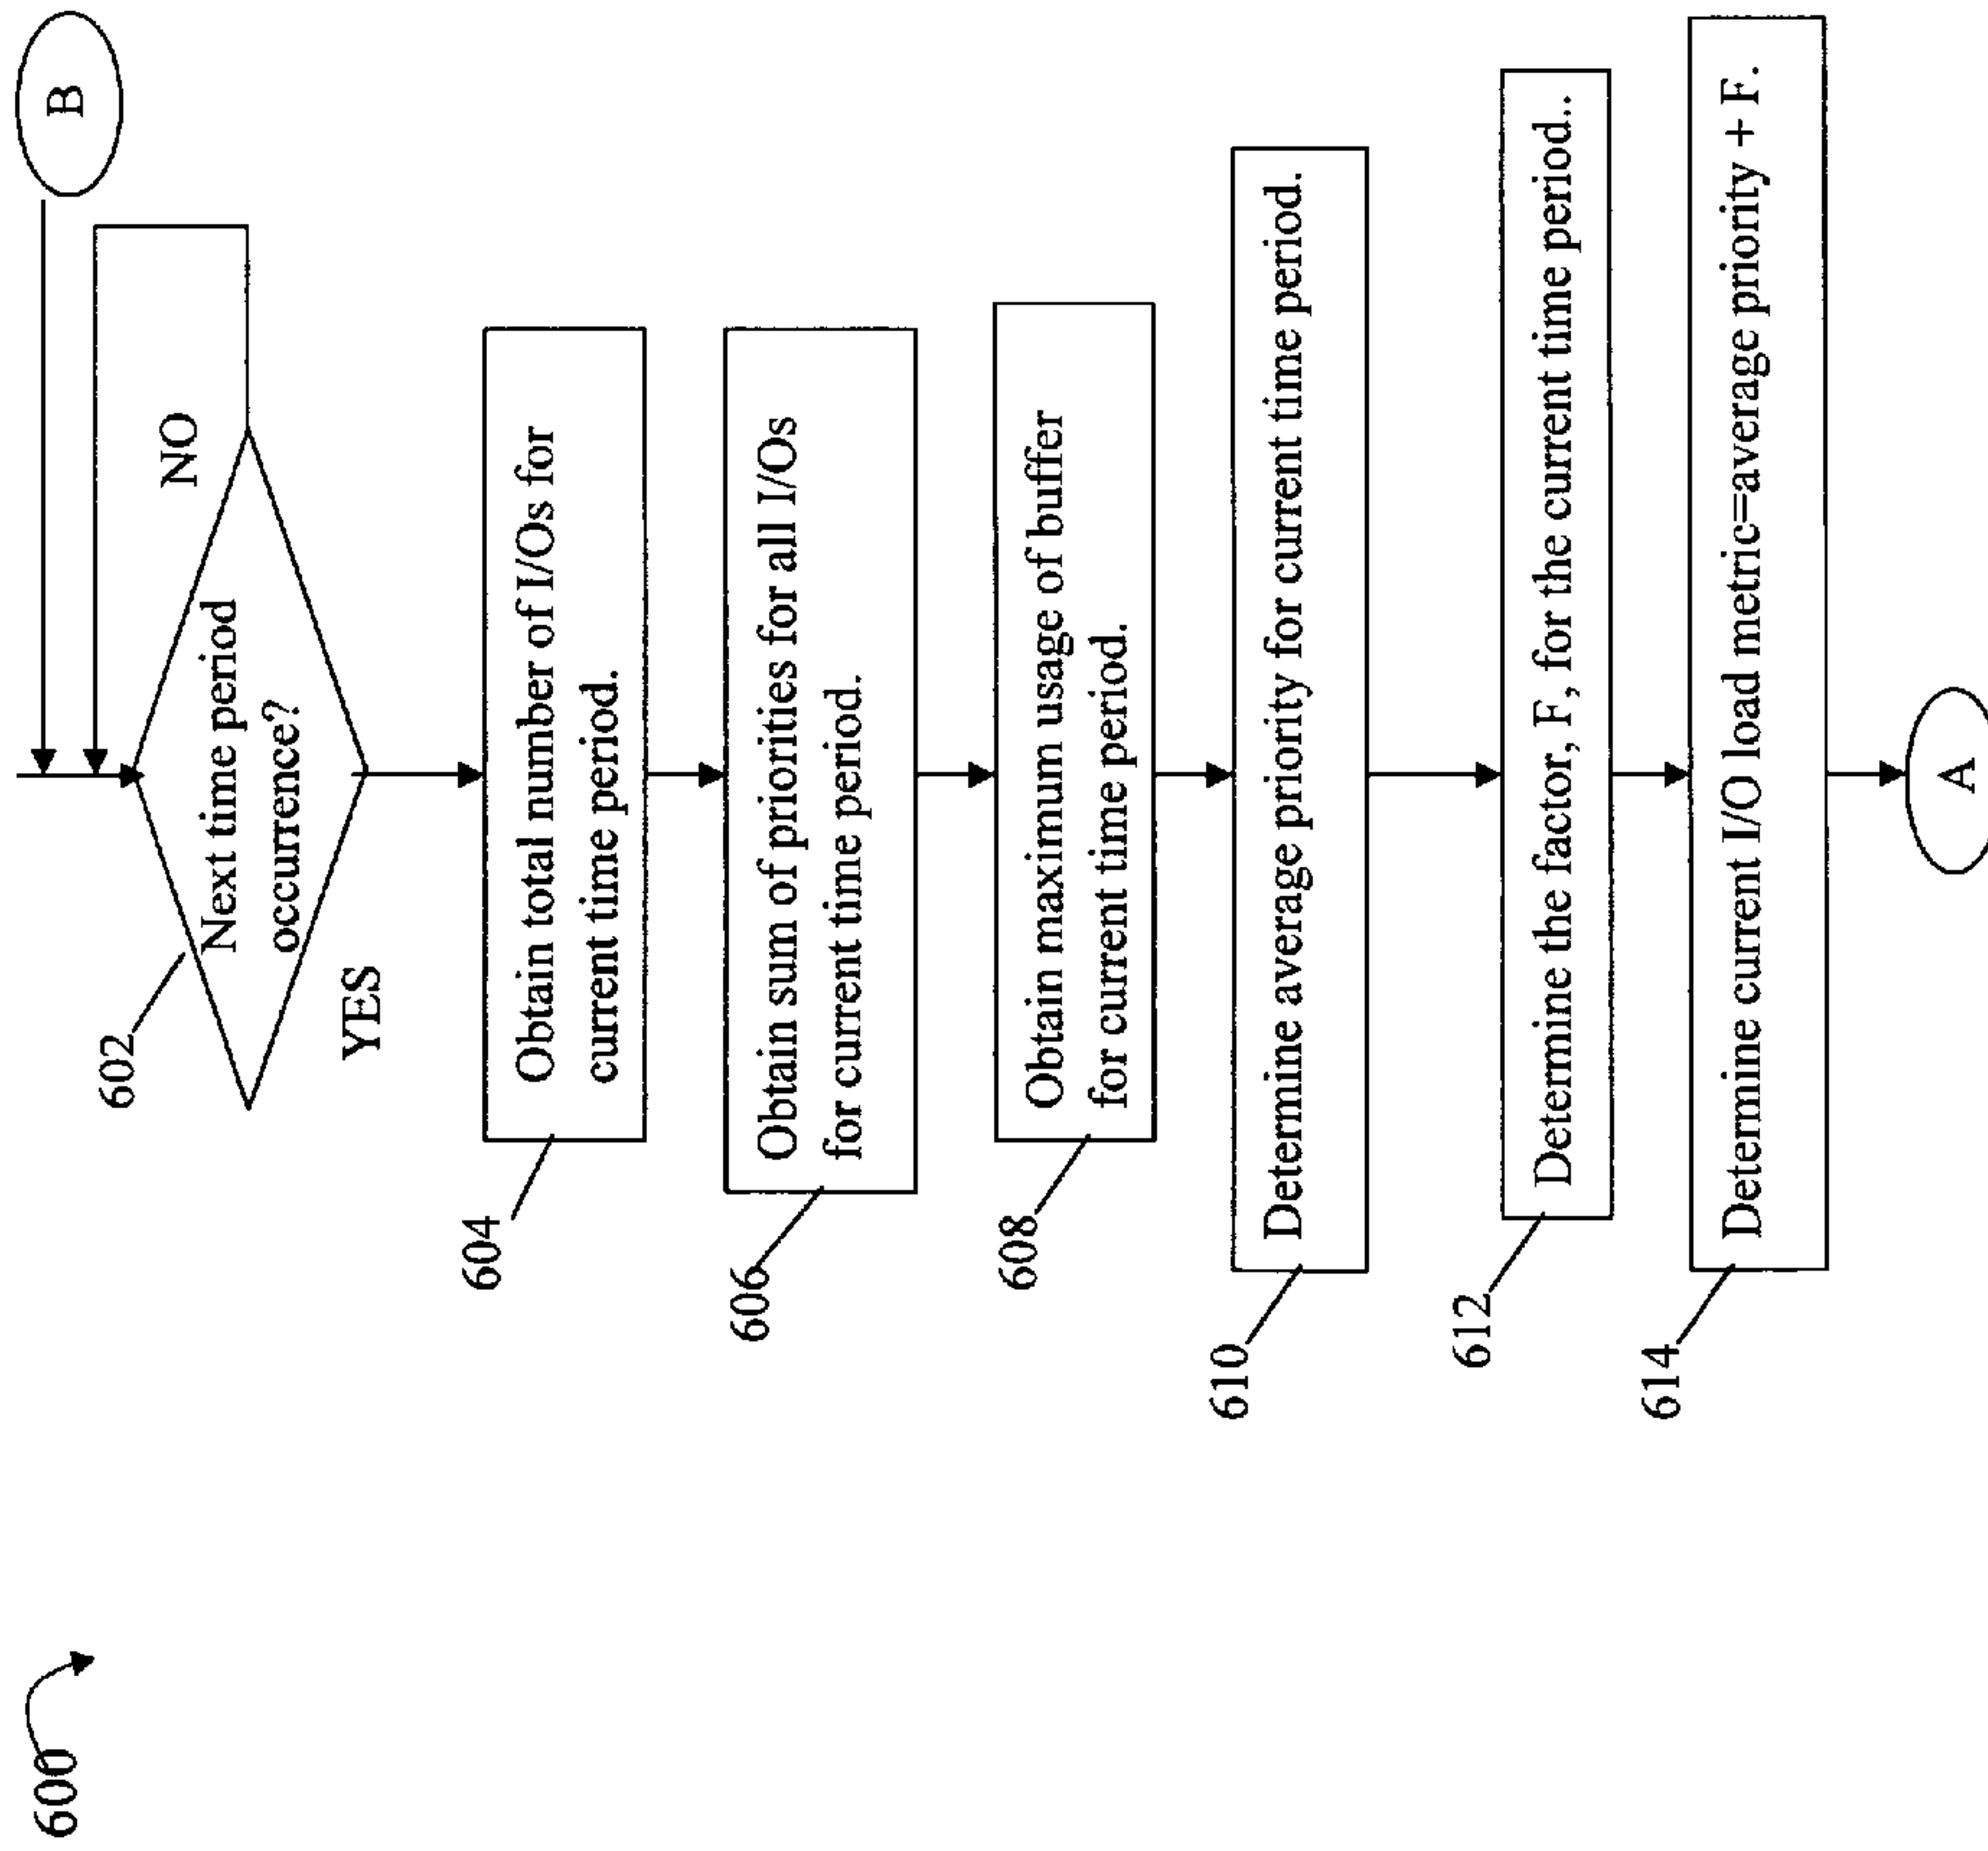 600
B
602
Next time period
occurrence?
NO
YES
604
Obtain total number of I/Os for
current time period.
606
Obtain sum of priorities for all I/Os
for current time period.
608
Obtain maximum usage of buffer
for current time period.
610
Determine average priority for current time period.
612
Determine the factor, F, for the current time period..
614
Determine current I/O load metric=average priority + F.
A